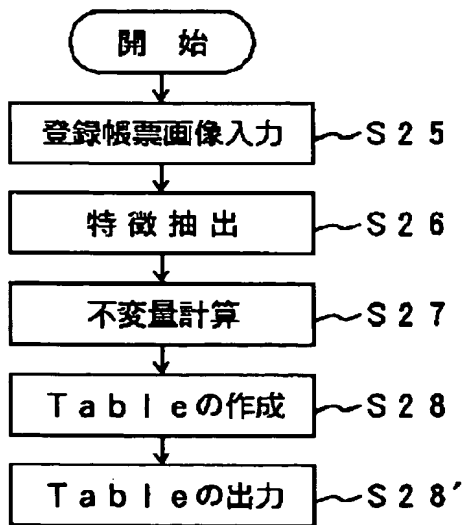 開始
登録帳票画像入力 S25
特徴抽出 S26
不変量計算 S27
Tableの作成 S28
Tableの出力 S28′